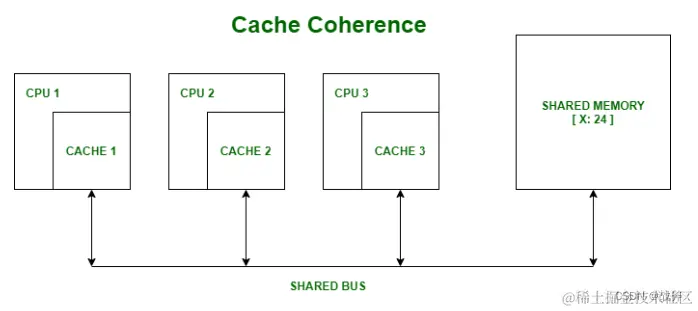 Cache Coherence
CPU 1
CPU 2
CPU 3
SHARED MEMORY
[ X: 24 ]
CACHE 1
CACHE 2
CACHE 3
SHARED BUS
@稀土掘金技术社区